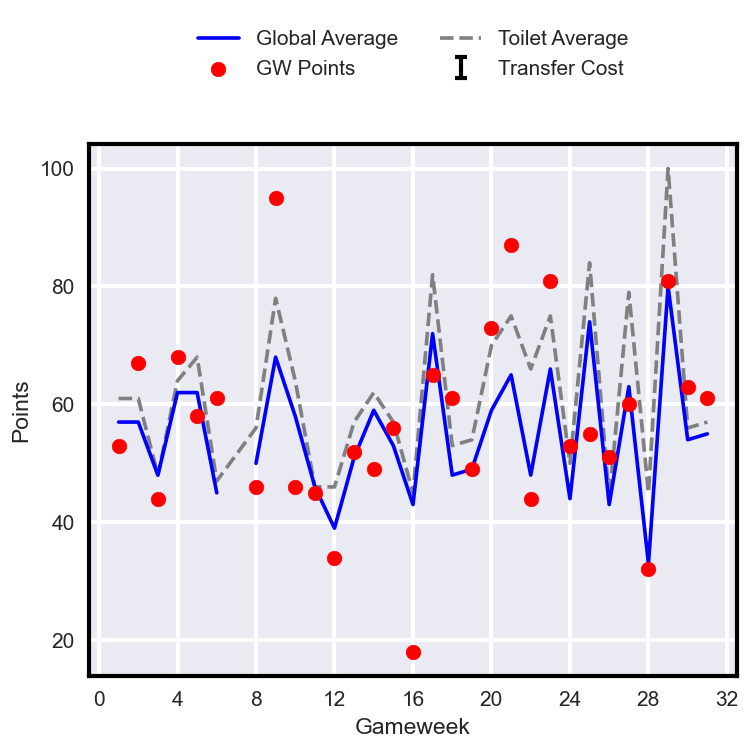 Global Average
GW Points
Toilet Average
Transfer Cost
100
80
60
40
20
Points
0 4 8 12 16 20 24 28 32
Gameweek